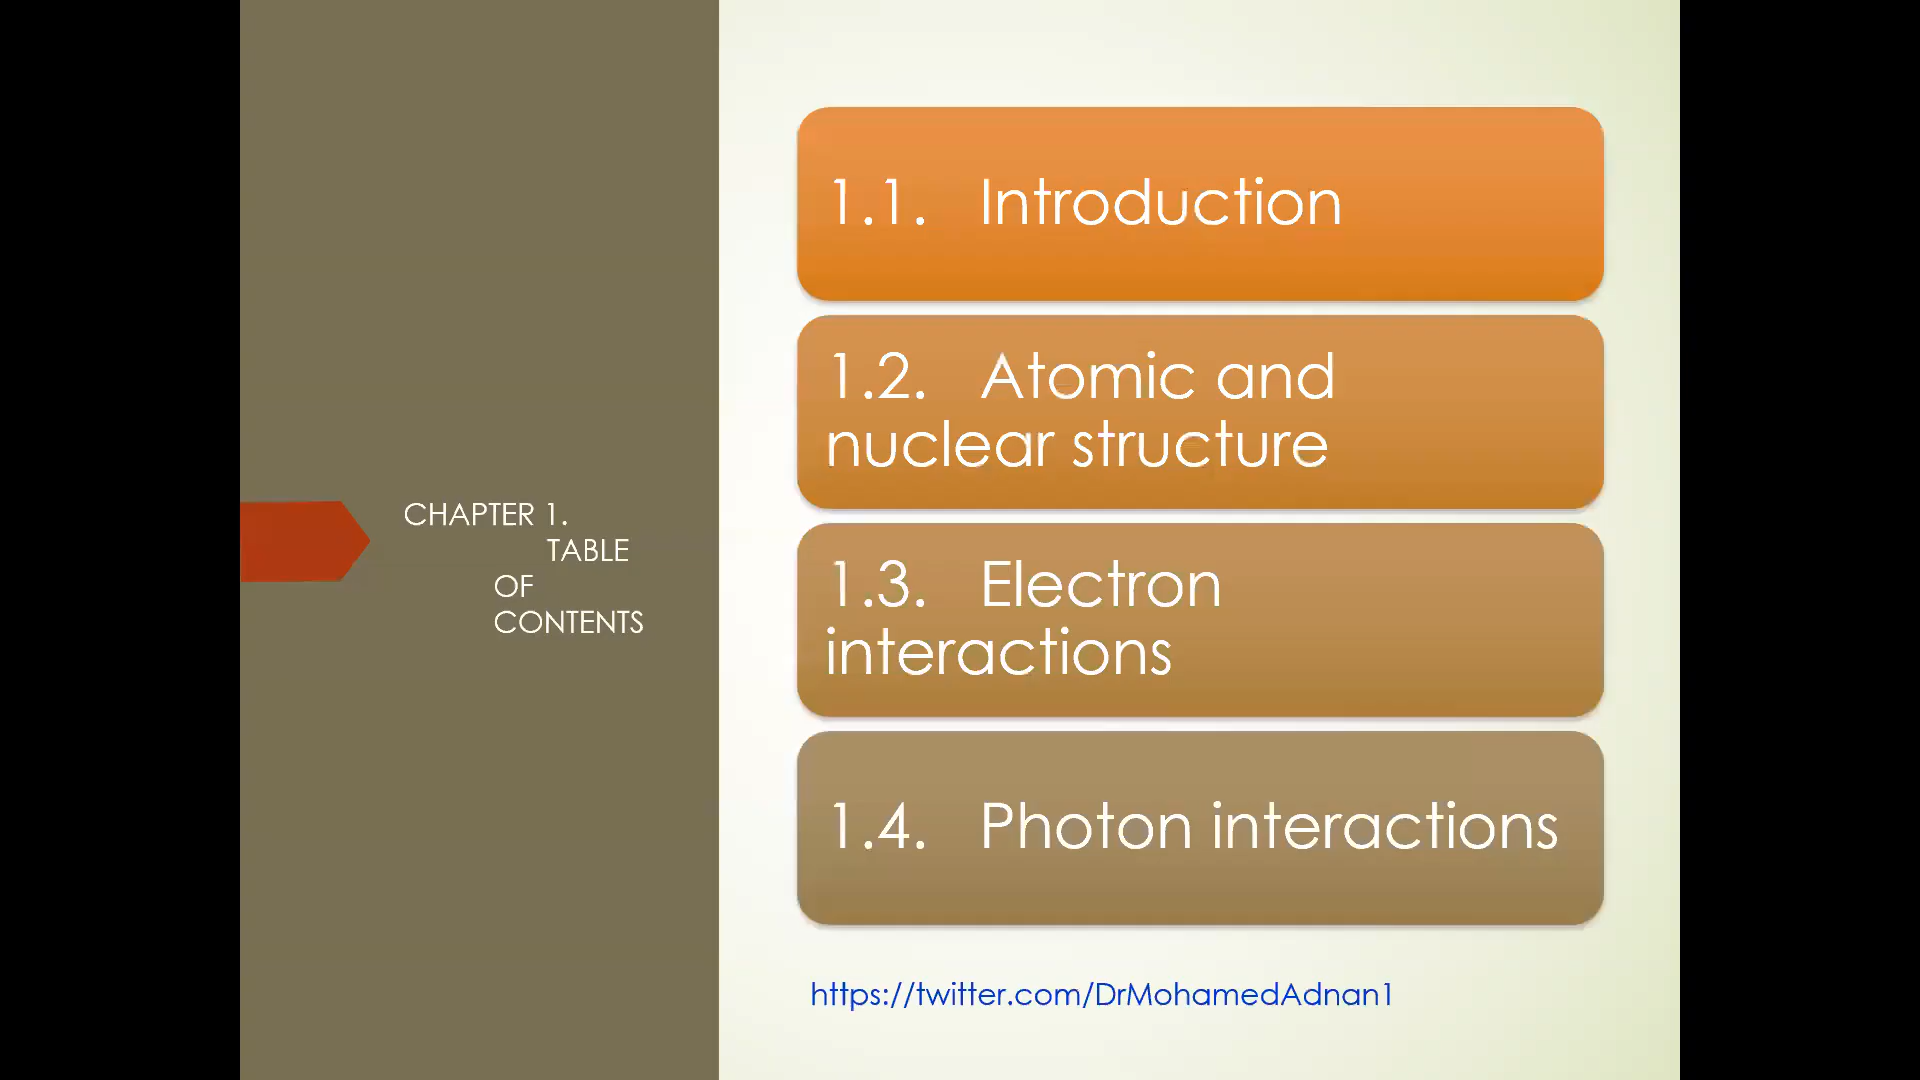 CHAPTER 1.
TABLE
OF
CONTENTS
1.1. Introduction
1.2. Atomic and
nuclear structure
1.3. Electron
interactions
1.4. Photon interactions
https://twitter.com/DrMohamedAdnan1